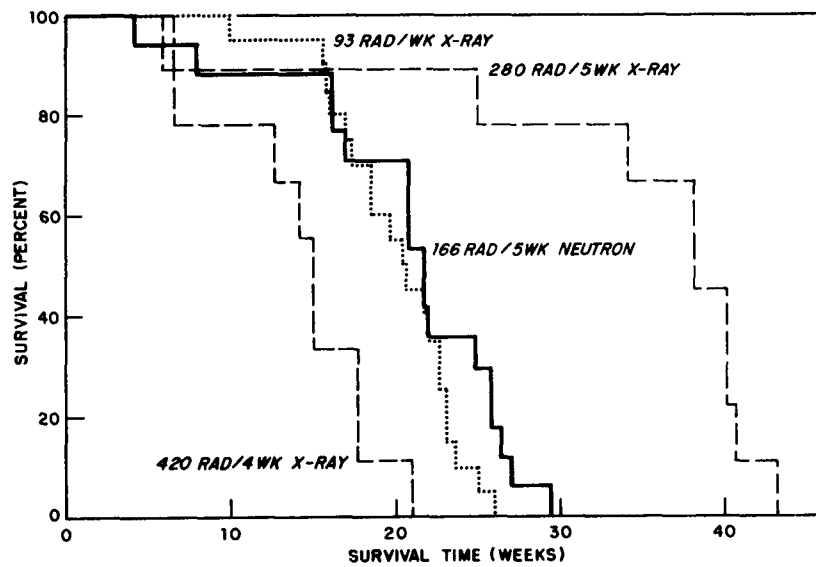 100
80
60
40
20
0
SURVIVAL (PERCENT)
93 RAD/WK X-RAY
280 RAD/5WK X-RAY
166 RAD/5WK NEUTRON
420 RAD/4WK X-RAY
0 10 20 30 40
SURVIVAL TIME (WEEKS)